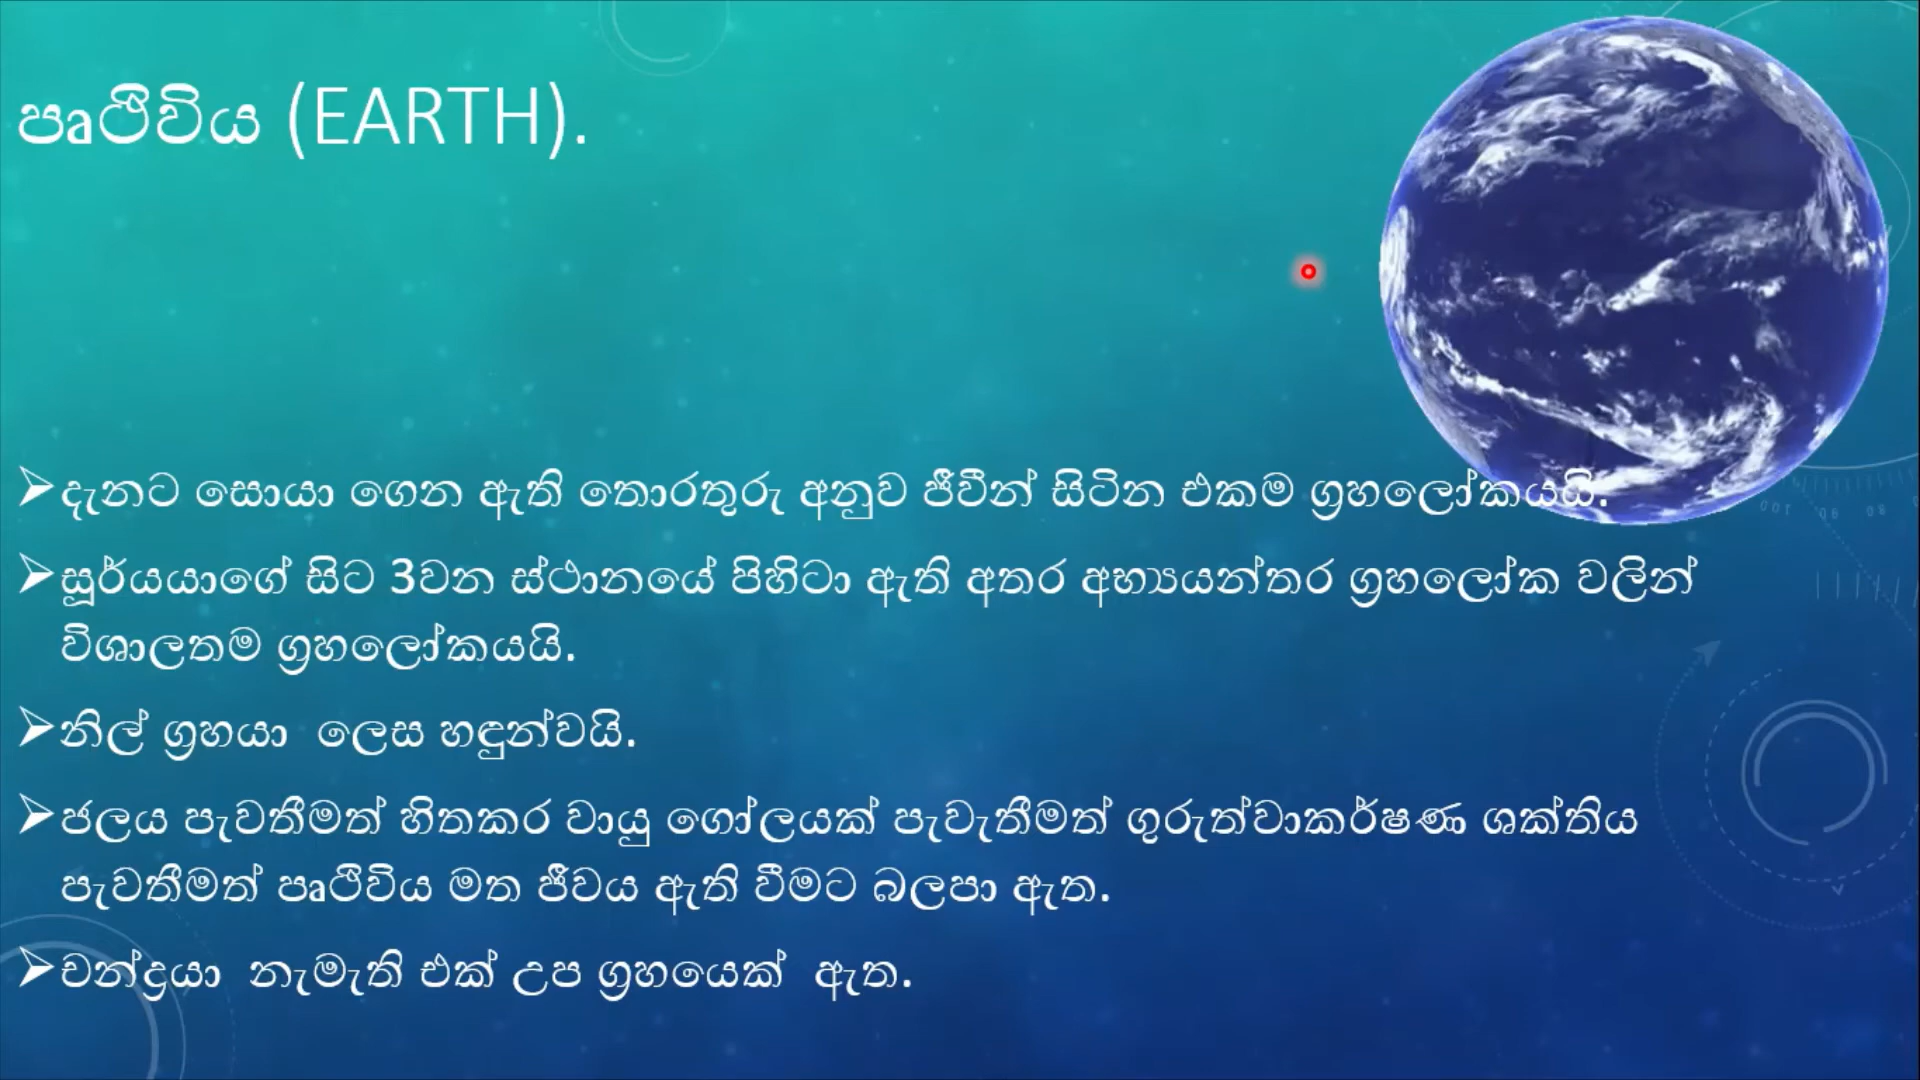 පෘථිවිය (EARTH).
➢දැනට සොයා ගෙන ඇති තොරතුරු අනුව ජීවීන් සිටින එකම ග්‍රහලෝකයයි.
➢සූර්යයාගේ සිට 3වන ස්ථානයේ පිහිටා ඇති අතර අභ්‍යයන්තර ග්‍රහලෝක වලින්
විශාලතම ග්‍රහලෝකයයි.
➢නිල් ග්‍රහයා ලෙස හඳුන්වයි.
➢ජලය පැවතීමත් හිතකර වායු ගෝලයක් පැවැතීමත් ගුරුත්වාකර්ෂණ ශක්තිය
පැවතීමත් පෘථිවිය මත ජීවය ඇති වීමට බලපා ඇත.
➢චන්ද්‍රයා නැමැති එක් උප ග්‍රහයෙක් ඇත.